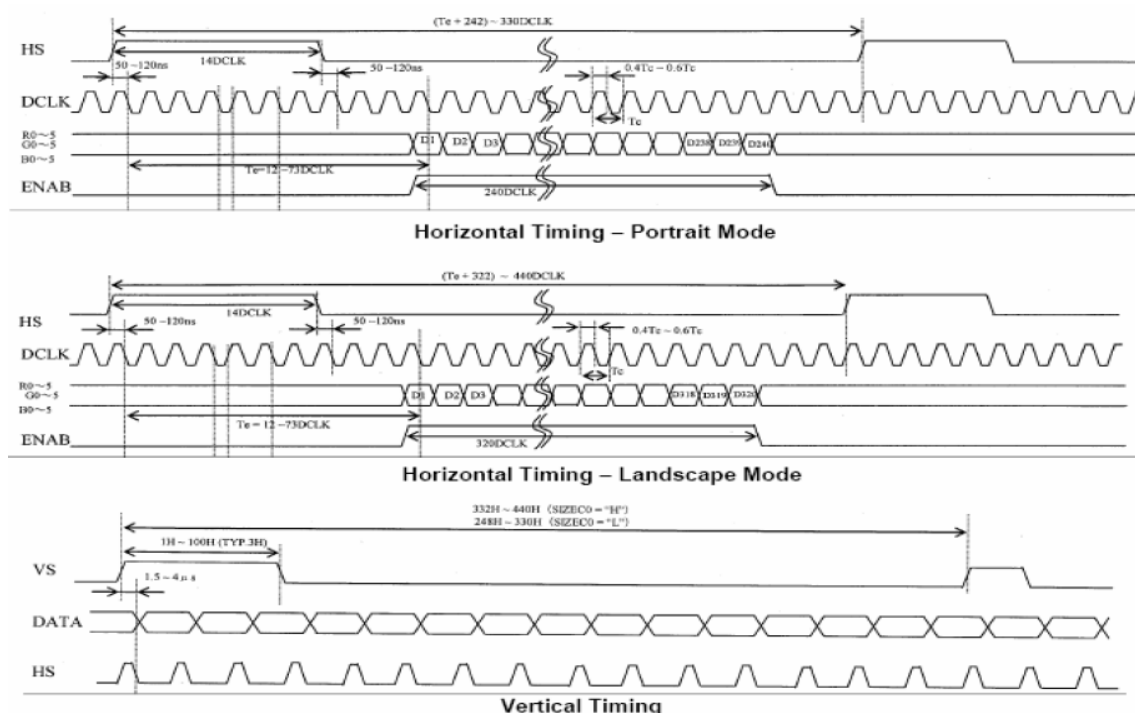 (Te + 242) ~ 330DCLK
HS
14DCLK
50 ~120ns
50 ~120ns
0.4Tc ~ 0.6Tc
DCLK
Tc
R0～5
G0～5
B0～5
D1 D2 D3 D238 D239 D240
Te=12 ~73DCLK
ENAB
240DCLK
Horizontal Timing – Portrait Mode
(Te + 322) ~ 440DCLK
HS
14DCLK
50 ~120ns
50 ~120ns
0.4Tc ~ 0.6Tc
DCLK
Tc
R0～5
G0～5
B0～5
D1 D2 D3 D318 D319 D320
Te = 12 ~73DCLK
ENAB
320DCLK
Horizontal Timing – Landscape Mode
332H ~ 440H (SIZEC0 = "H")
248H ~ 330H (SIZEC0 = "L")
1H ~ 100H (TYP.3H)
VS
1.5 ~ 4μs
DATA
HS
Vertical Timing